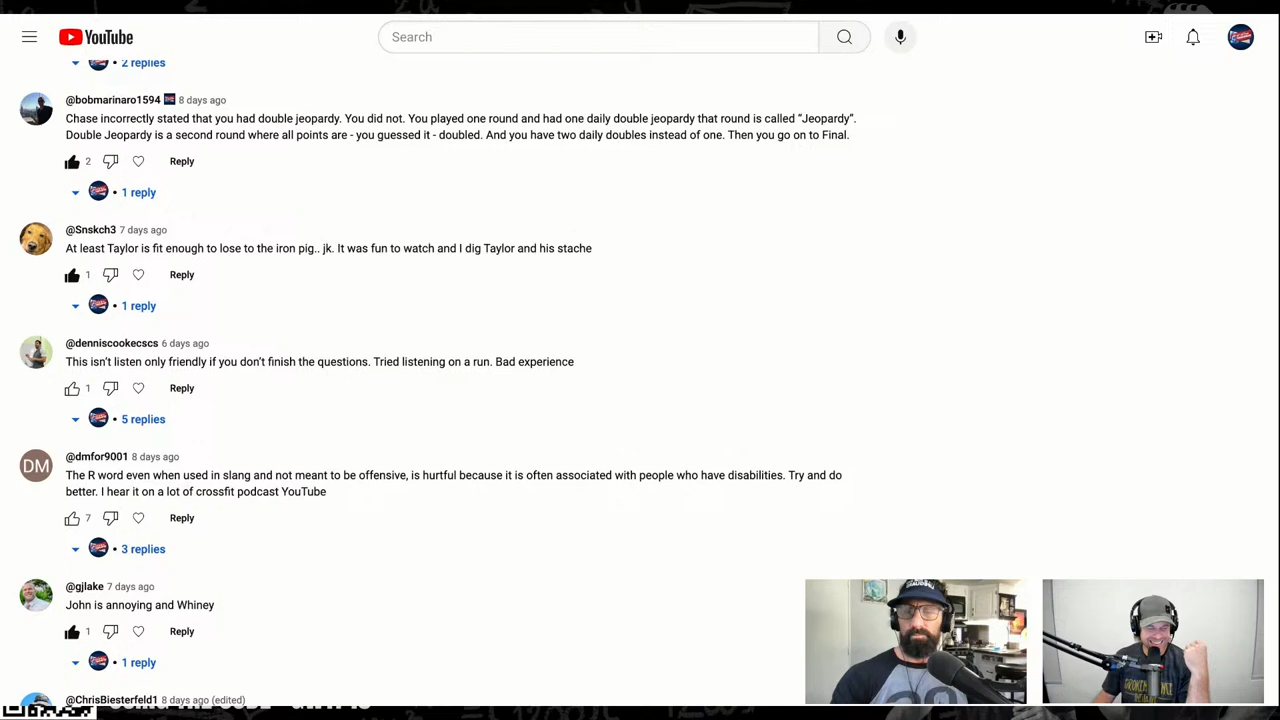 YouTube
Search
2 replies
@bobmarinaro1594 8 days ago
Chase incorrectly stated that you had double jeopardy. You did not. You played one round and had one daily double jeopardy that round is called “Jeopardy”.
Double Jeopardy is a second round where all points are - you guessed it - doubled. And you have two daily doubles instead of one. Then you go on to Final.
2 Reply
1 reply
@Snskch3 7 days ago
At least Taylor is fit enough to lose to the iron pig.. jk. It was fun to watch and I dig Taylor and his stache
1 Reply
1 reply
@denniscookecscs 6 days ago
This isn’t listen only friendly if you don’t finish the questions. Tried listening on a run. Bad experience
1 Reply
5 replies
DM
@dmfor9001 8 days ago
The R word even when used in slang and not meant to be offensive, is hurtful because it is often associated with people who have disabilities. Try and do
better. I hear it on a lot of crossfit podcast YouTube
7 Reply
3 replies
@gjlake 7 days ago
John is annoying and Whiney
1 Reply
1 reply
@ChrisBiesterfeld1 8 days ago (edited)